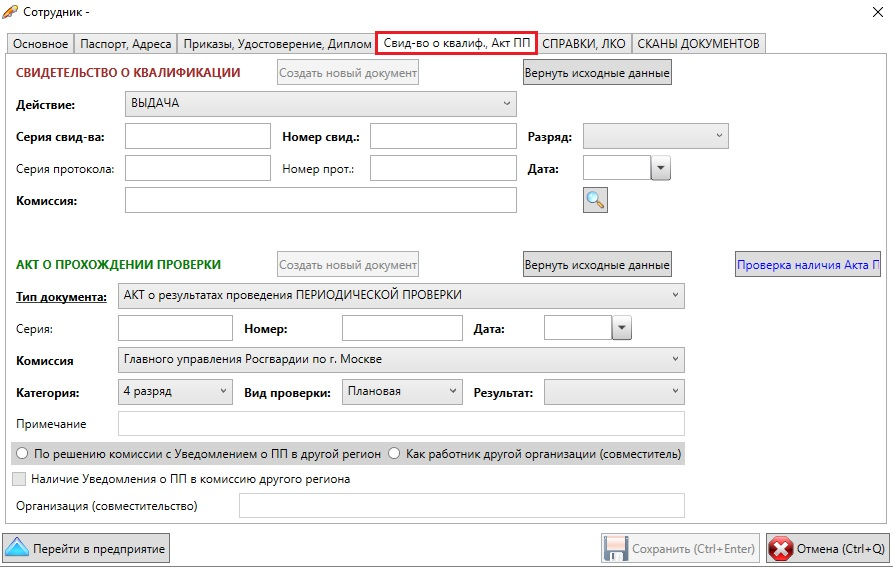 Сотрудник -
Основное Паспорт, Адреса Приказы, Удостоверение, Диплом Свид-во о квалиф., Акт ПП СПРАВКИ, ЛКО СКАНЫ ДОКУМЕНТОВ
СВИДЕТЕЛЬСТВО О КВАЛИФИКАЦИИ Создать новый документ Вернуть исходные данные
Действие: ВЫДАЧА
Серия свид-ва: Номер свид.: Разряд:
Серия протокола: Номер прот.: Дата:
Комиссия:
АКТ О ПРОХОЖДЕНИИ ПРОВЕРКИ Создать новый документ Вернуть исходные данные Проверка наличия Акта П
Тип документа: АКТ о результатах проведения ПЕРИОДИЧЕСКОЙ ПРОВЕРКИ
Серия: Номер: Дата:
Комиссия Главного управления Росгвардии по г. Москве
Категория: 4 разряд Вид проверки: Плановая Результат:
Примечание
По решению комиссии с Уведомлением о ПП в другой регион Как работник другой организации (совместитель)
Наличие Уведомления о ПП в комиссию другого региона
Организация (совместительство)
Перейти в предприятие Сохранить (Ctrl+Enter) Отмена (Ctrl+Q)